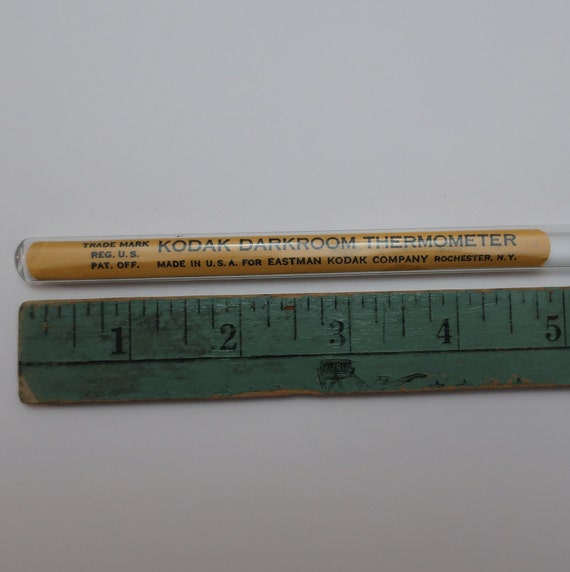 TRADE MARK
REG. U.S.
PAT. OFF.
KODAK DARKROOM THERMOMETER
MADE IN U.S.A. FOR EASTMAN KODAK COMPANY ROCHESTER, N.Y.
1 2 3 4 5